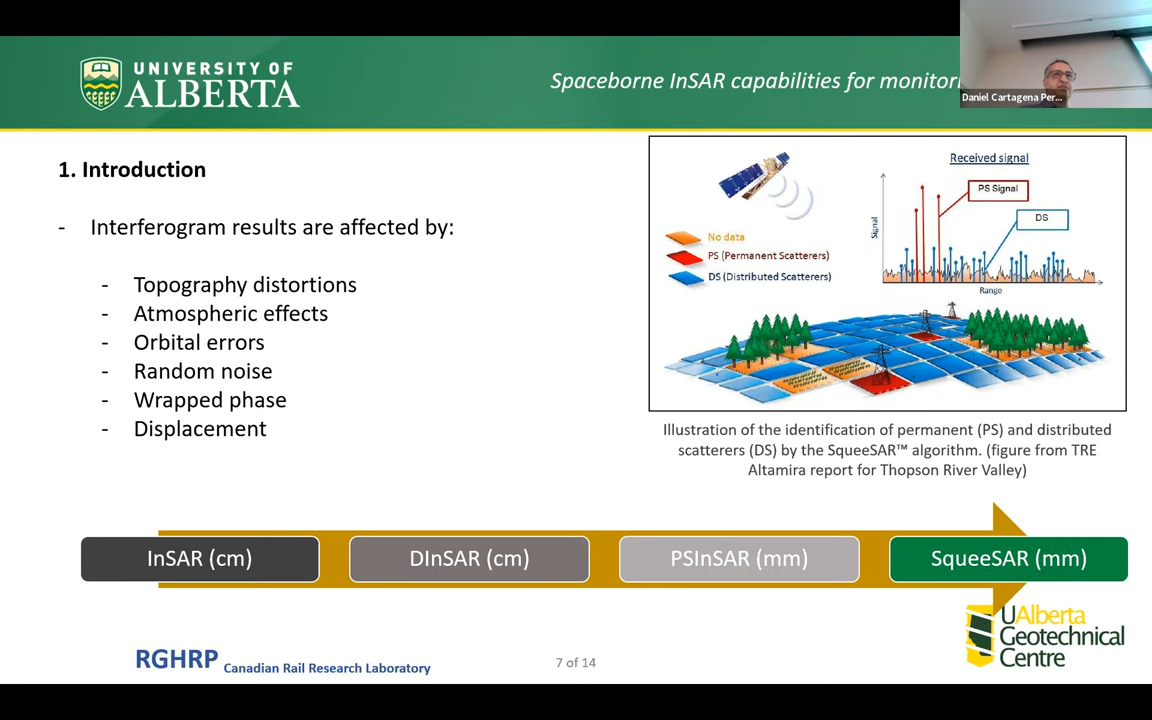 UNIVERSITY OF
ALBERTA
Spaceborne InSAR capabilities for monitori
Daniel Cartagena Per...
1. Introduction
- Interferogram results are affected by:
- Topography distortions
- Atmospheric effects
- Orbital errors
- Random noise
- Wrapped phase
- Displacement
Received signal
PS Signal
DS
Signal
Range
No data
PS (Permanent Scatterers)
DS (Distributed Scatterers)
Illustration of the identification of permanent (PS) and distributed
scatterers (DS) by the SqueeSAR™ algorithm. (figure from TRE
Altamira report for Thopson River Valley)
InSAR (cm)
DInSAR (cm)
PSInSAR (mm)
SqueeSAR (mm)
RGHRP Canadian Rail Research Laboratory
7 of 14
UAlberta
Geotechnical
Centre